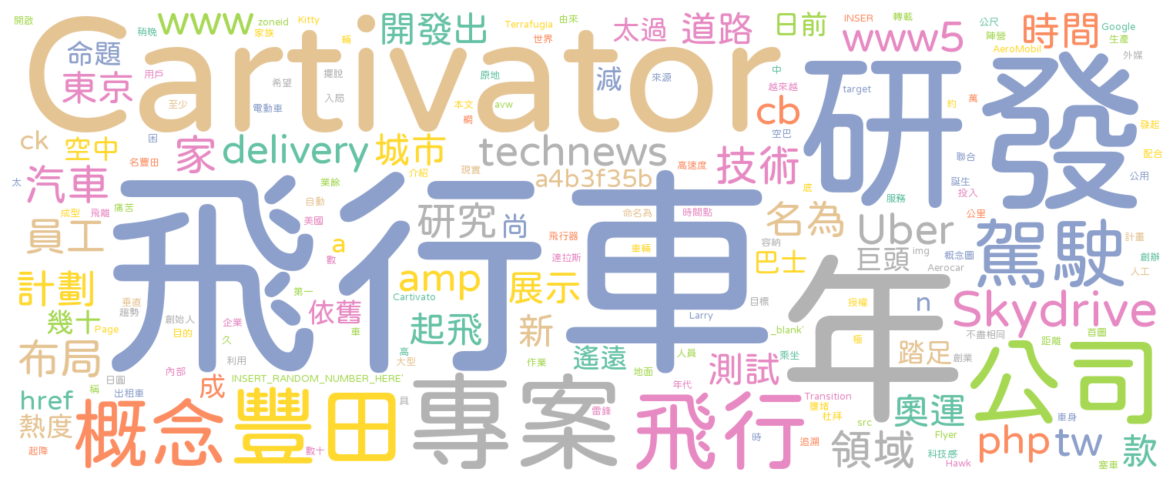 Cartivator
飛行車
研發
年
專案
豐田
概念
飛行
公司
駕駛
Skydrive
汽車
東京
命題
www
zoneid
家族
Kitty
稍晚
開啟
開發出
Terrafugia
由來
世界
稱
太過
道路
日前
INSER
轉載
www5
公尺
陣營
AeroMobil
Google
生產
時間
外媒
用戶
至少
希望
擺脫
電動車
入局
原地
來源
減
avw
本文
網
越來越
中
cb
空巴
target
約
萬
發起
配合
ck
空中
家
delivery
城市
technews
技術
高速度
聯合
公用
困
名豐田
太
業餘
介紹
現實
a4b3f35b
底
服務
誕生
投入
成型
飛離
痛苦
自動
美國
數
研究
尚
命名為
時間點
飛行器
車輛
達拉斯
名為
容納
Uber
巨頭
img
Aerocar
概念圖
公里
計畫
創辦
人工
員工
計劃
a
amp
展示
巴士
n
幾十
垂直
趨勢
Page
創始人
目的
第一
企業
久
依舊
車
Cartivato
起飛
高
大型
新
作業
遙遠
地面
人員
Larry
_blank'
目標
授權
極
乘坐
踏足
不盡相同
創業
距離
首圖
布局
日圓
出租車
內部
利用
成
INSERT_RANDOM_NUMBER_HERE'
具
年代
測試
Transition
杜拜
src
追溯
時
雷鋒
奧運
領域
Flyer
科技感
Hawk
href
熱度
稱
起降
數十
php
tw
車身
款
塞車